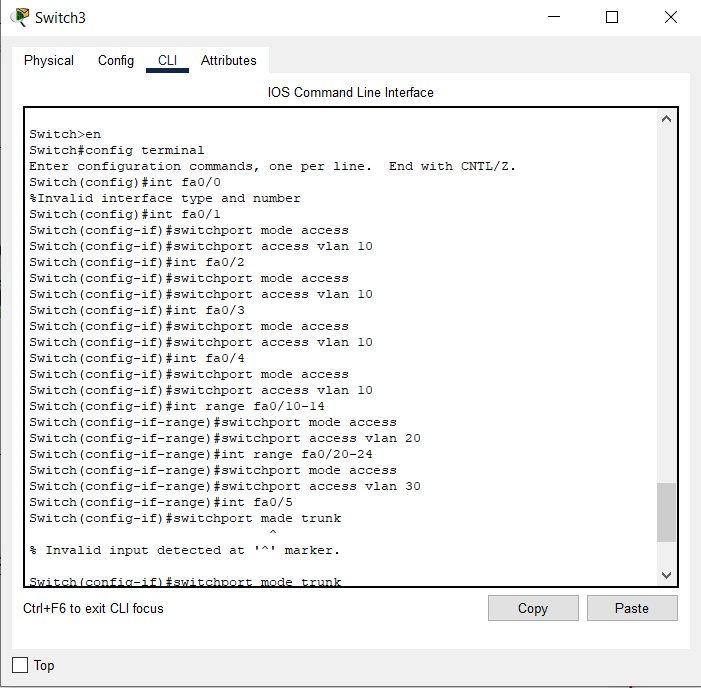 Switch3
Physical Config CLI Attributes
IOS Command Line Interface
Switch>en
Switch#config terminal
Enter configuration commands, one per line.  End with CNTL/Z.
Switch(config)#int fa0/0
%Invalid interface type and number
Switch(config)#int fa0/1
Switch(config-if)#switchport mode access
Switch(config-if)#switchport access vlan 10
Switch(config-if)#int fa0/2
Switch(config-if)#switchport mode access
Switch(config-if)#switchport access vlan 10
Switch(config-if)#int fa0/3
Switch(config-if)#switchport mode access
Switch(config-if)#switchport access vlan 10
Switch(config-if)#int fa0/4
Switch(config-if)#switchport mode access
Switch(config-if)#switchport access vlan 10
Switch(config-if)#int range fa0/10-14
Switch(config-if-range)#switchport mode access
Switch(config-if-range)#switchport access vlan 20
Switch(config-if-range)#int range fa0/20-24
Switch(config-if-range)#switchport mode access
Switch(config-if-range)#switchport access vlan 30
Switch(config-if-range)#int fa0/5
Switch(config-if)#switchport made trunk
^
% Invalid input detected at '^' marker.
Switch(config-if)#switchport mode trunk
Ctrl+F6 to exit CLI focus
Copy Paste
Top